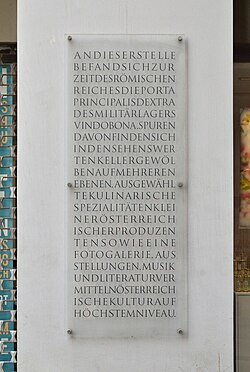 ANDIESERSTELLE
BEFANDSICHZUR
ZEITDESRÖMISCHEN
REICHESDIEPORTA
PRINCIPALISDEXTRA
DESMILITÄRLAGERS
VINDOBONA.SPUREN
DAVONFINDENSICH
INDENSEHENSWER
TENKELLERGEWÖL
BENAUFMEHREREN
EBENEN.AUSGEWÄHL
TEKULINARISCHE
SPEZIALITÄTENKLEI
NERÖSTERREICH
ISCHERPRODUZEN
TENSOWIEEINE
FOTOGALERIE,AUS
STELLUNGEN,MUSIK
UNDLITERATURVER
MITTELNÖSTERREICH
ISCHEKULTURAUF
HÖCHSTEMNIVEAU.